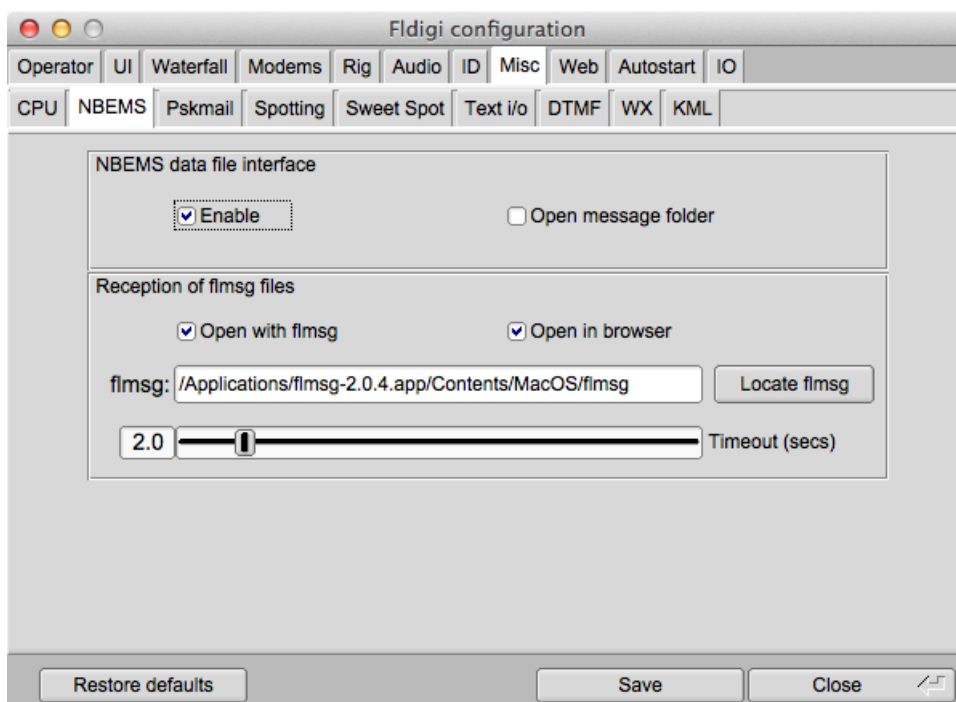 Fldigi configuration
Operator UI Waterfall Modems Rig Audio ID Misc Web Autostart IO
CPU NBEMS Pskmail Spotting Sweet Spot Text i/o DTMF WX KML
NBEMS data file interface
Enable Open message folder
Reception of flmsg files
Open with flmsg Open in browser
flmsg: /Applications/flmsg-2.0.4.app/Contents/MacOS/flmsg Locate flmsg
2.0 Timeout (secs)
Restore defaults Save Close